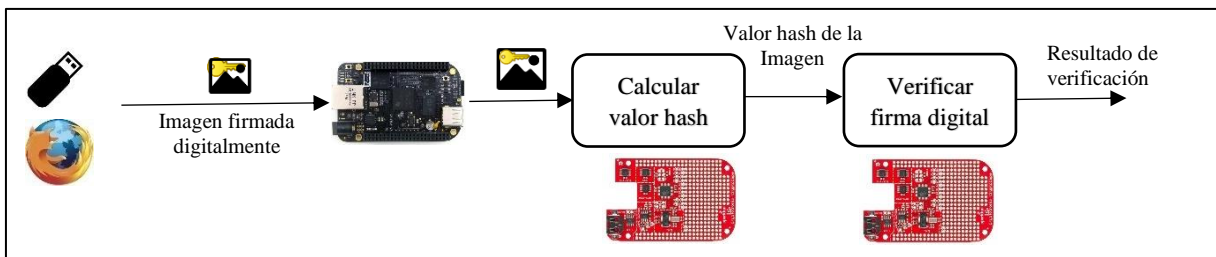 Imagen firmada
digitalmente
Calcular
valor hash
Valor hash de la
Imagen
Verificar
firma digital
Resultado de
verificación